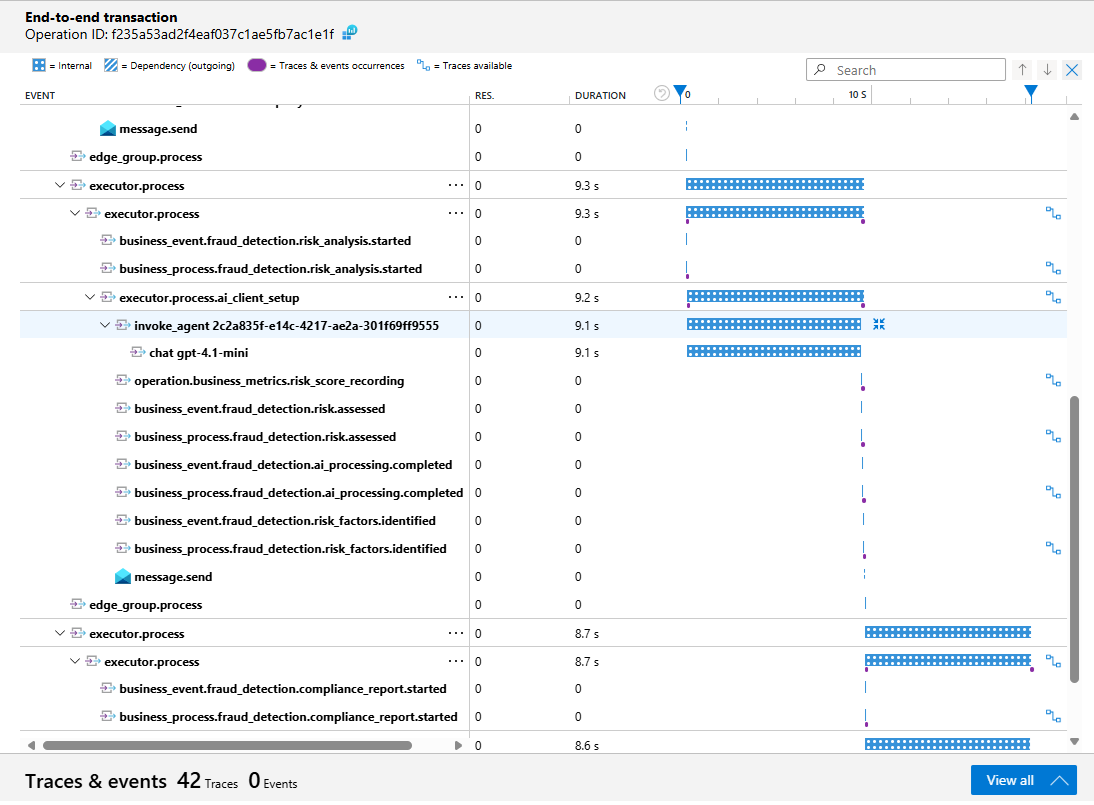 End-to-end transaction
Operation ID: f235a53ad2f4eaf037c1ae5fb7ac1e1f
= Internal = Dependency (outgoing) = Traces & events occurrences = Traces available
Search
EVENT RES. DURATION 0 10 S
message.send 0 0
edge_group.process 0 0
executor.process ... 0 9.3 s
executor.process ... 0 9.3 s
business_event.fraud_detection.risk_analysis.started 0 0
business_process.fraud_detection.risk_analysis.started 0 0
executor.process.ai_client_setup ... 0 9.2 s
invoke_agent 2c2a835f-e14c-4217-ae2a-301f69ff9555 0 9.1 s
chat gpt-4.1-mini 0 9.1 s
operation.business_metrics.risk_score_recording 0 0
business_event.fraud_detection.risk.assessed 0 0
business_process.fraud_detection.risk.assessed 0 0
business_event.fraud_detection.ai_processing.completed 0 0
business_process.fraud_detection.ai_processing.completed 0 0
business_event.fraud_detection.risk_factors.identified 0 0
business_process.fraud_detection.risk_factors.identified 0 0
message.send 0 0
edge_group.process 0 0
executor.process ... 0 8.7 s
executor.process ... 0 8.7 s
business_event.fraud_detection.compliance_report.started 0 0
business_process.fraud_detection.compliance_report.started 0 0
0 8.6 s
Traces & events 42 Traces 0 Events
View all